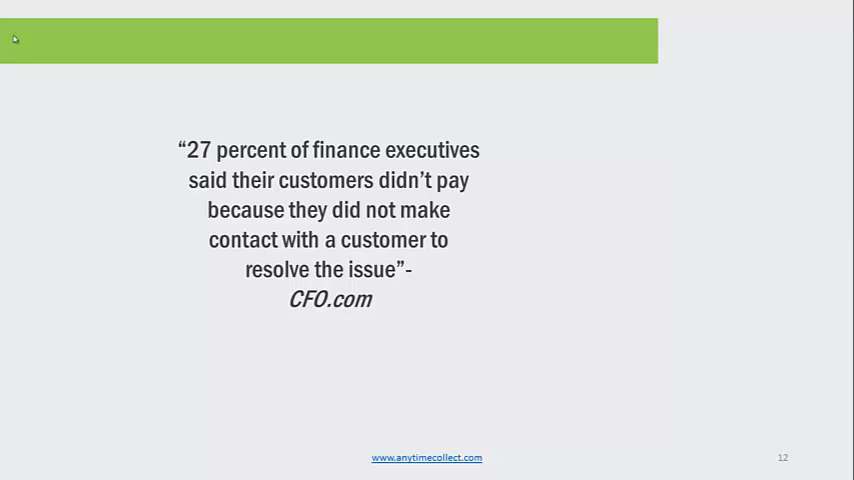 “27 percent of finance executives
said their customers didn’t pay
because they did not make
contact with a customer to
resolve the issue”-
CFO.com
www.anytimecollect.com
12